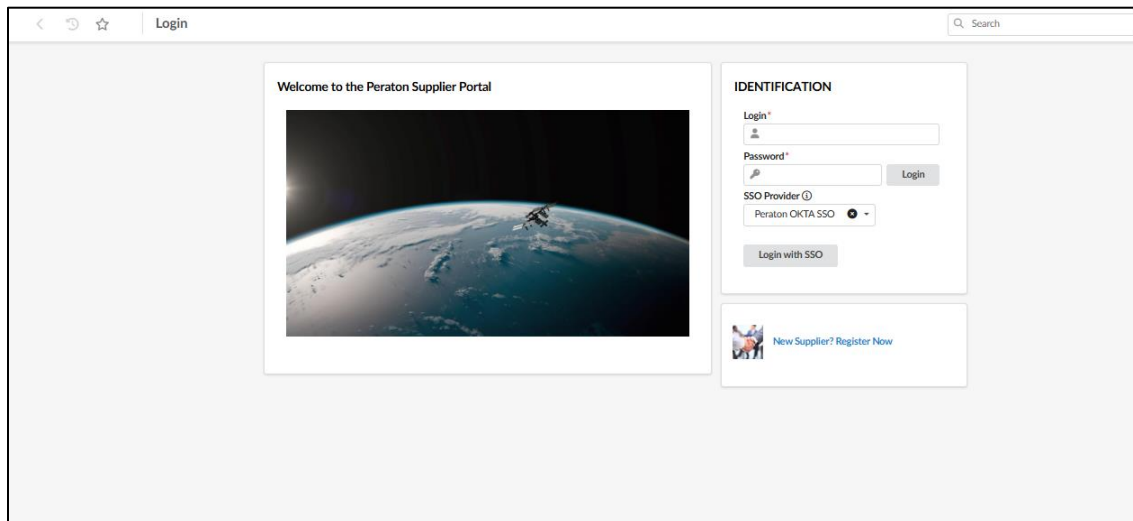 Login
Search
Welcome to the Peraton Supplier Portal
IDENTIFICATION
Login*
Password*
Login
SSO Provider
Peraton OKTA SSO
Login with SSO
New Supplier? Register Now